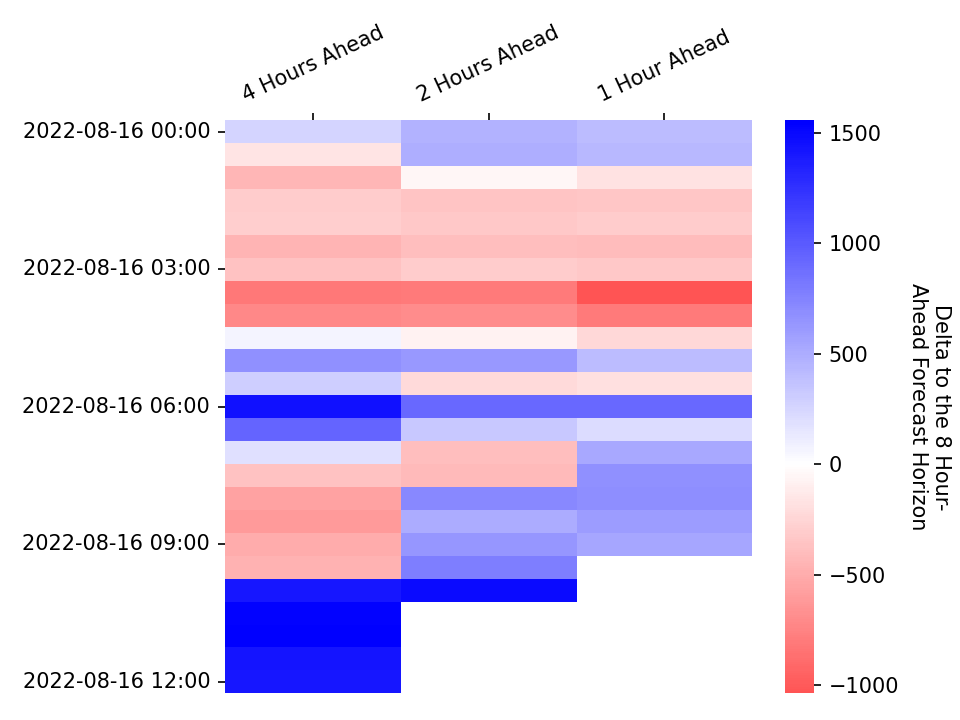 4 Hours Ahead
2 Hours Ahead
1 Hour Ahead
2022-08-16 00:00
2022-08-16 03:00
2022-08-16 06:00
2022-08-16 09:00
2022-08-16 12:00
1500
1000
500
0
−500
−1000
Delta to the 8 Hour-
Ahead Forecast Horizon